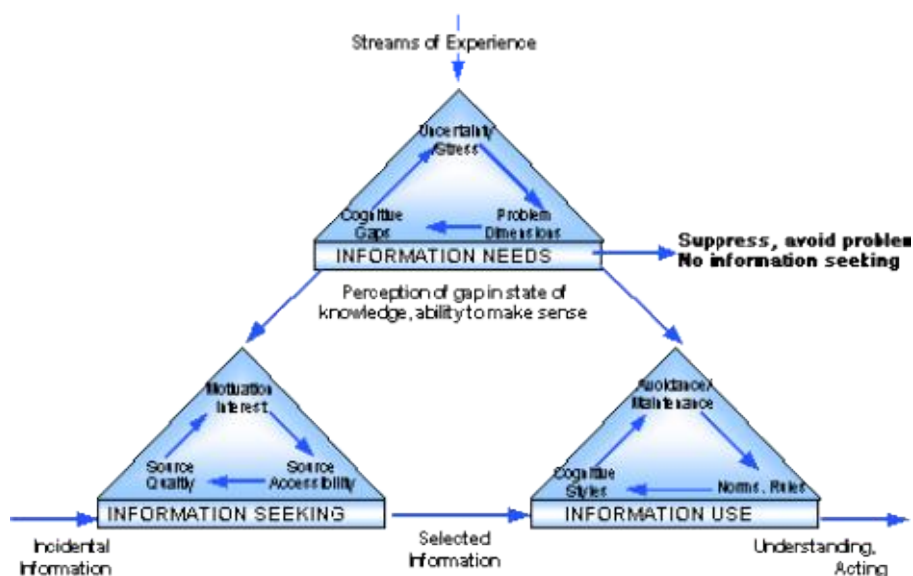 Streams of Experience
Uncertainty/
/Stress
Cognitive
Gaps
Problem
Dimensions
INFORMATION NEEDS
Suppress, avoid problem
No information seeking
Perception of gap in state of
knowledge, ability to make sense
Motivation
Interest
Source
Quality
Source
Accessibility
INFORMATION SEEKING
Avoidance/
Maintenance
Cognitive
Styles
Norms, Rules
INFORMATION USE
Incidental
Information
Selected
Information
Understanding,
Acting